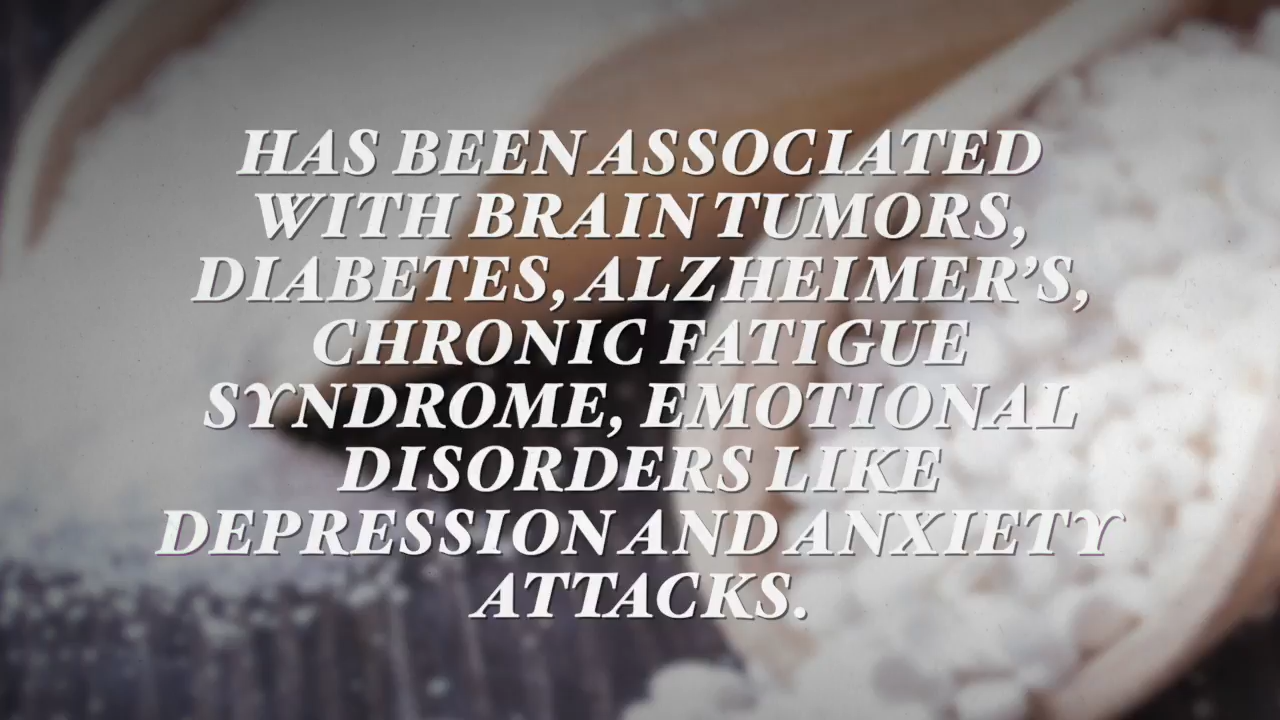 HAS BEEN ASSOCIATED
WITH BRAIN TUMORS,
DIABETES, ALZHEIMER’S,
CHRONIC FATIGUE
SYNDROME, EMOTIONAL
DISORDERS LIKE
DEPRESSION AND ANXIETY
ATTACKS.